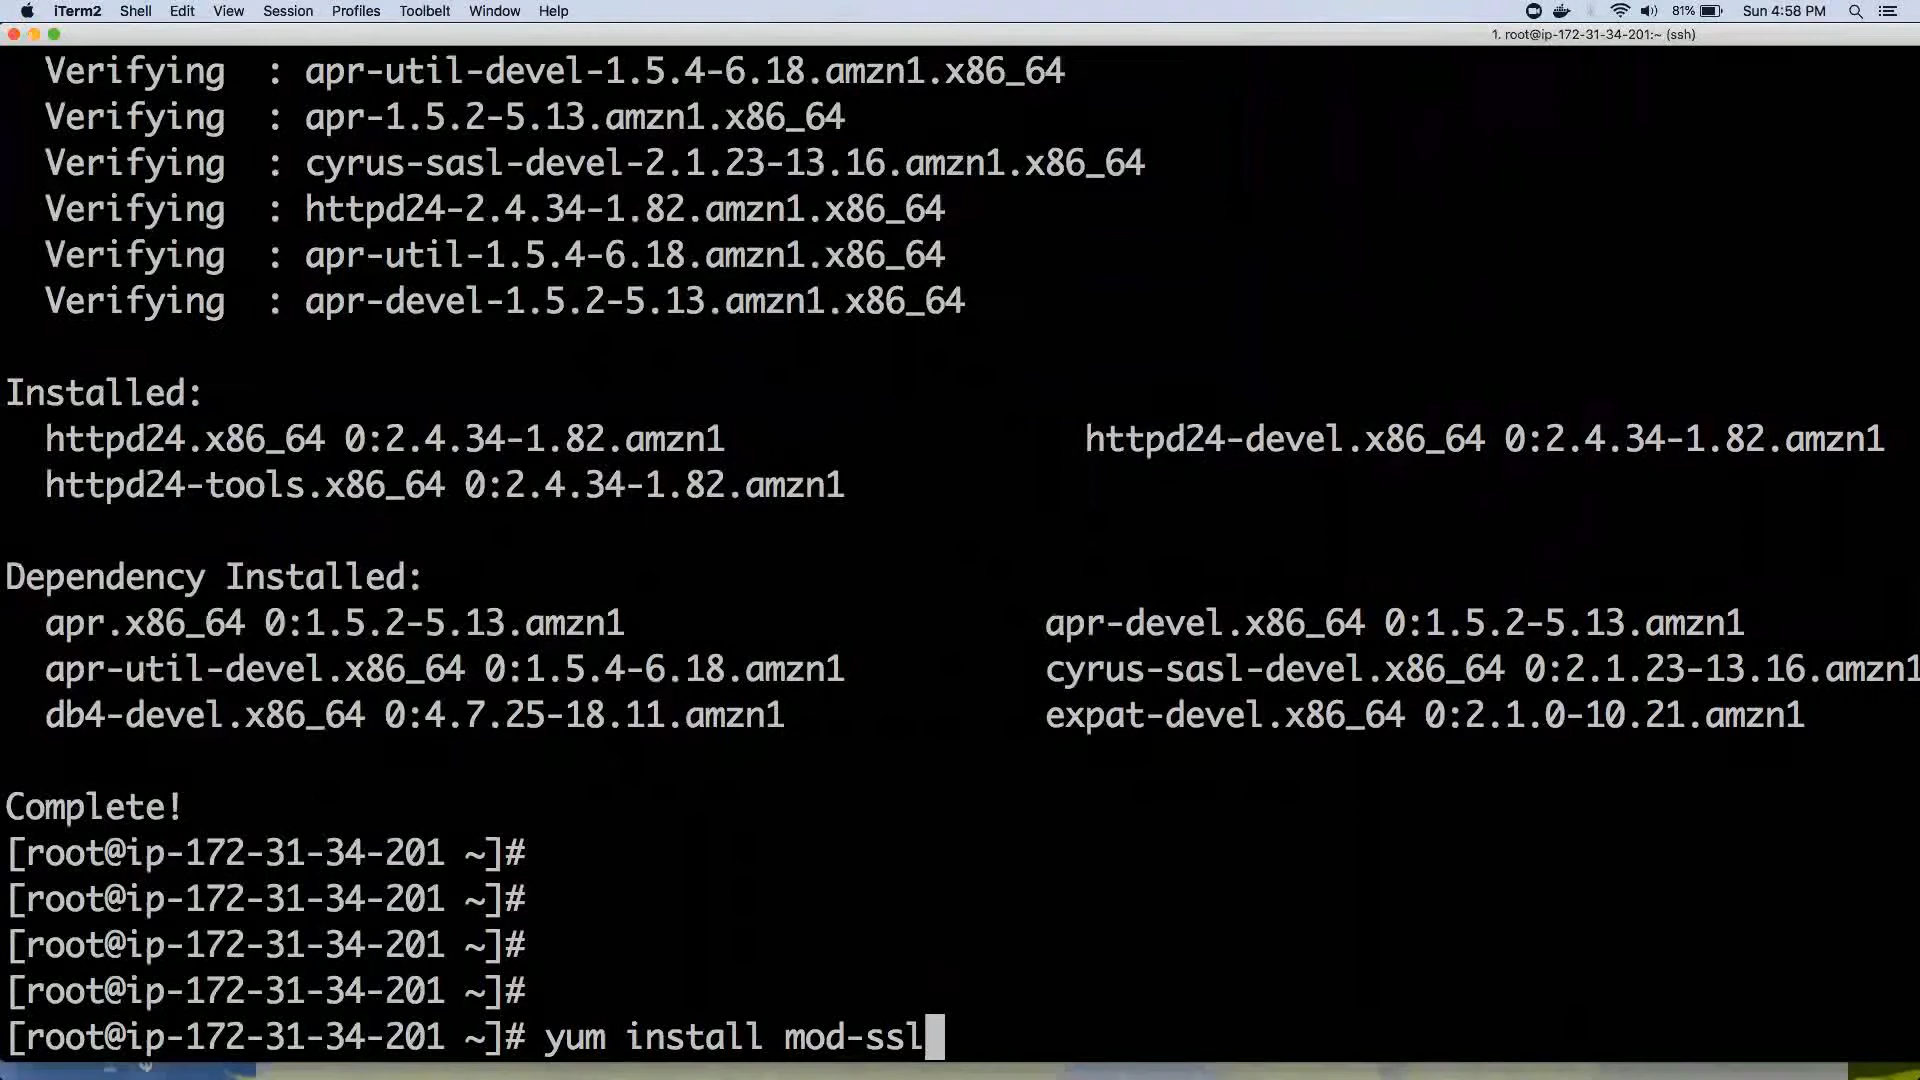 iTerm2 Shell Edit View Session Profiles Toolbelt Window Help 81% Sun 4:58 PM
1. root@ip-172-31-34-201:~ (ssh)
Verifying : apr-util-devel-1.5.4-6.18.amzn1.x86_64
Verifying : apr-1.5.2-5.13.amzn1.x86_64
Verifying : cyrus-sasl-devel-2.1.23-13.16.amzn1.x86_64
Verifying : httpd24-2.4.34-1.82.amzn1.x86_64
Verifying : apr-util-1.5.4-6.18.amzn1.x86_64
Verifying : apr-devel-1.5.2-5.13.amzn1.x86_64
Installed:
httpd24.x86_64 0:2.4.34-1.82.amzn1 httpd24-devel.x86_64 0:2.4.34-1.82.amzn1
httpd24-tools.x86_64 0:2.4.34-1.82.amzn1
Dependency Installed:
apr.x86_64 0:1.5.2-5.13.amzn1 apr-devel.x86_64 0:1.5.2-5.13.amzn1
apr-util-devel.x86_64 0:1.5.4-6.18.amzn1 cyrus-sasl-devel.x86_64 0:2.1.23-13.16.amzn1
db4-devel.x86_64 0:4.7.25-18.11.amzn1 expat-devel.x86_64 0:2.1.0-10.21.amzn1
Complete!
[root@ip-172-31-34-201 ~]#
[root@ip-172-31-34-201 ~]#
[root@ip-172-31-34-201 ~]#
[root@ip-172-31-34-201 ~]#
[root@ip-172-31-34-201 ~]# yum install mod-ssl